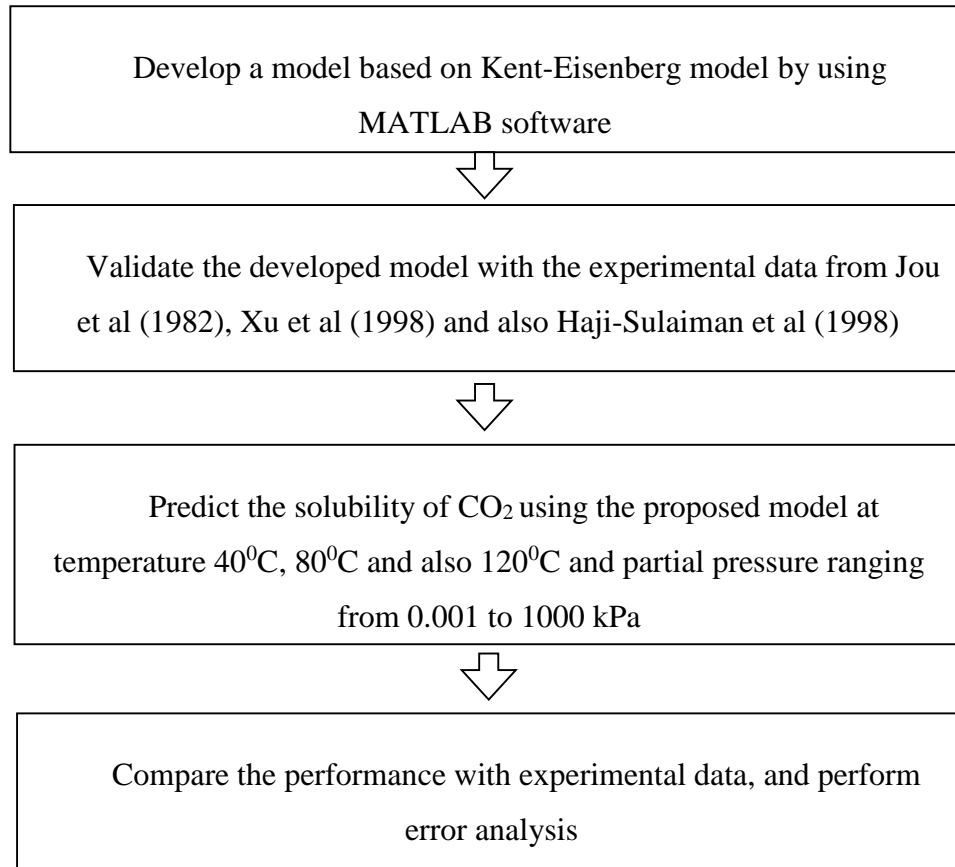 Develop a model based on Kent-Eisenberg model by using
MATLAB software
Validate the developed model with the experimental data from Jou
et al (1982), Xu et al (1998) and also Haji-Sulaiman et al (1998)
Predict the solubility of CO₂ using the proposed model at
temperature 40⁰C, 80⁰C and also 120⁰C and partial pressure ranging
from 0.001 to 1000 kPa
Compare the performance with experimental data, and perform
error analysis